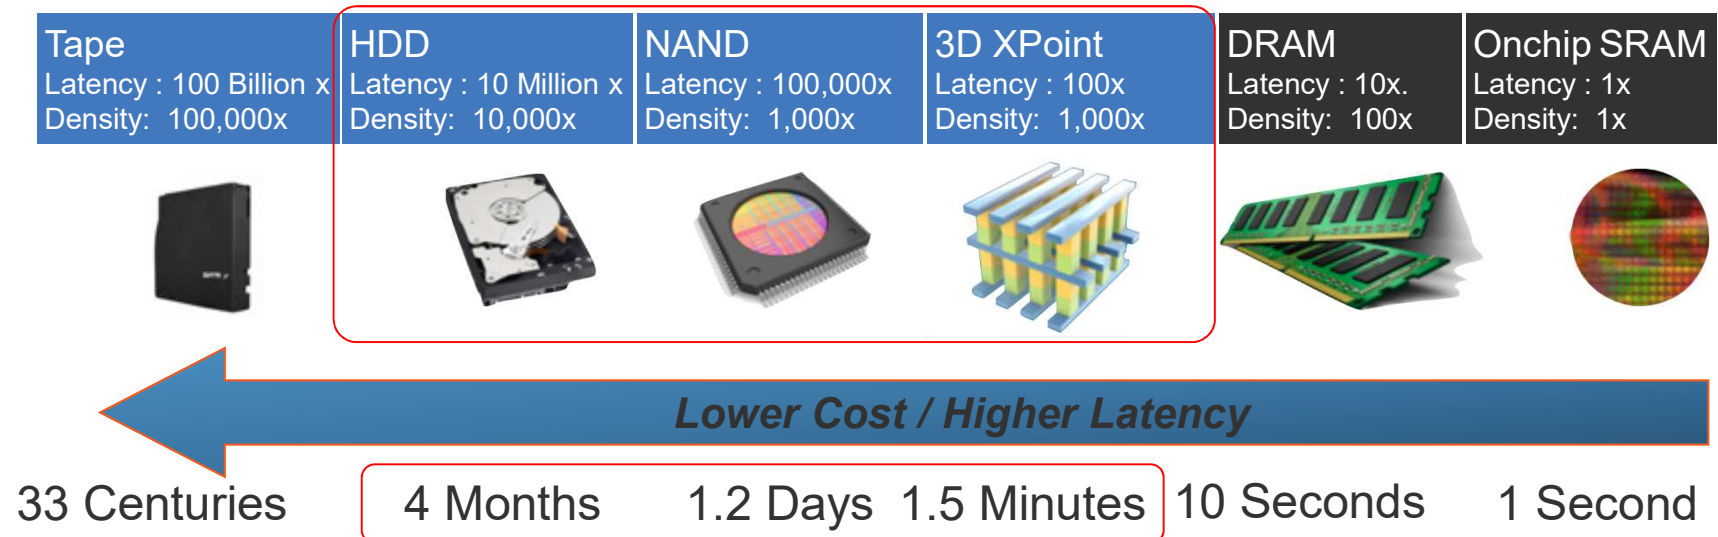 Tape
Latency : 100 Billion x
Density: 100,000x
HDD
Latency : 10 Million x
Density: 10,000x
NAND
Latency : 100,000x
Density: 1,000x
3D XPoint
Latency : 100x
Density: 1,000x
DRAM
Latency : 10x.
Density: 100x
Onchip SRAM
Latency : 1x
Density: 1x
Lower Cost / Higher Latency
33 Centuries
4 Months
1.2 Days
1.5 Minutes
10 Seconds
1 Second